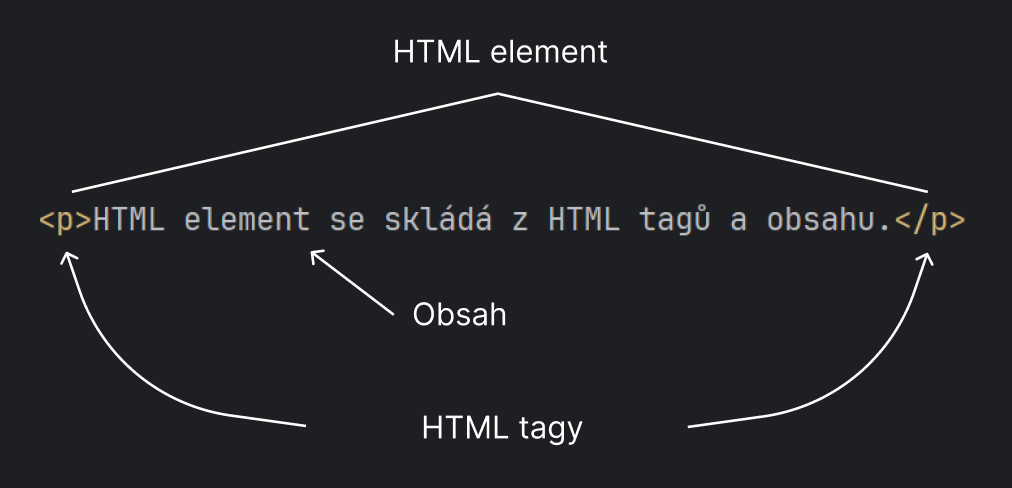 HTML element
<p>HTML element se skládá z HTML tagů a obsahu.</p>
Obsah
HTML tagy